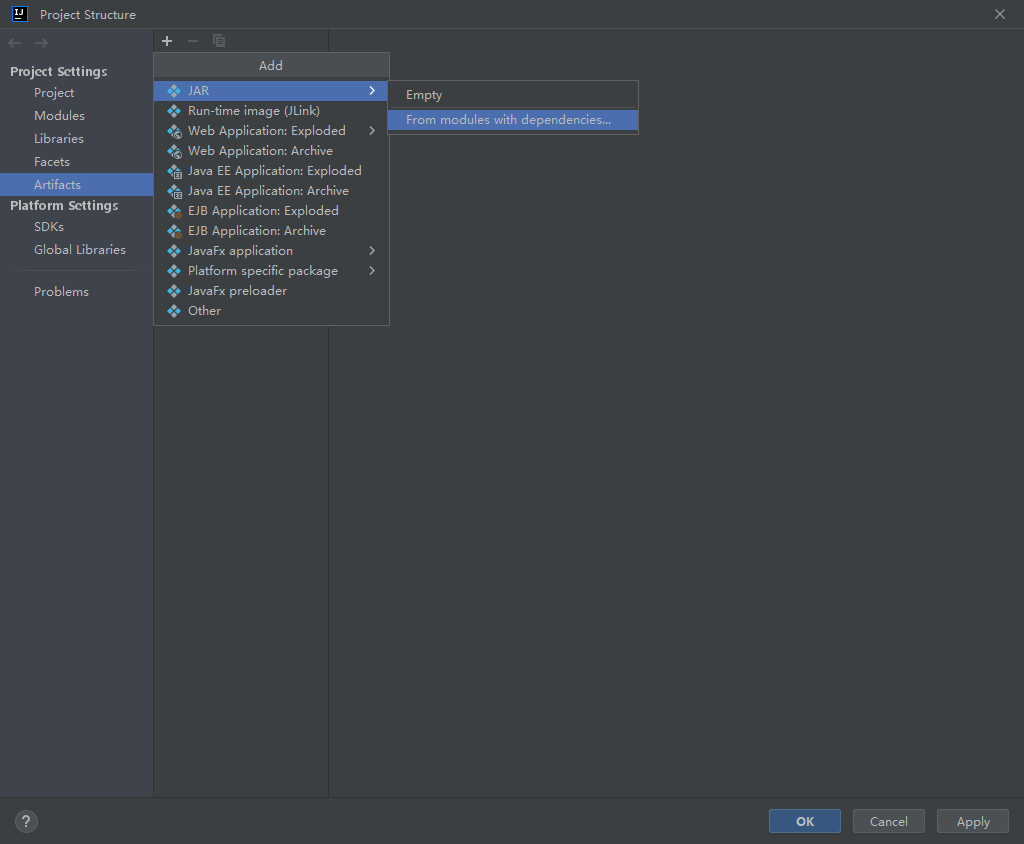 IJ
Project Structure
Project Settings
Project
Modules
Libraries
Facets
Artifacts
Platform Settings
SDKs
Global Libraries
Problems
Add
JAR
Run-time image (JLink)
Web Application: Exploded
Web Application: Archive
Java EE Application: Exploded
Java EE Application: Archive
EJB Application: Exploded
EJB Application: Archive
JavaFx application
Platform specific package
JavaFx preloader
Other
Empty
From modules with dependencies...
?
OK
Cancel
Apply